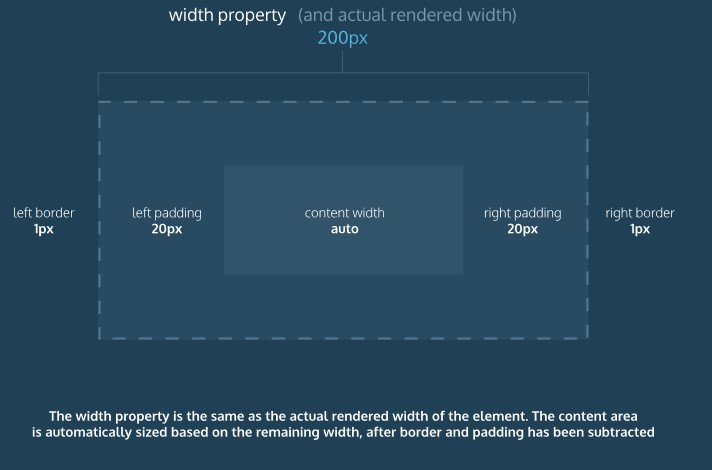 width property (and actual rendered width)
200px
left border
1px
left padding
20px
content width
auto
right padding
20px
right border
1px
The width property is the same as the actual rendered width of the element. The content area
is automatically sized based on the remaining width, after border and padding has been subtracted